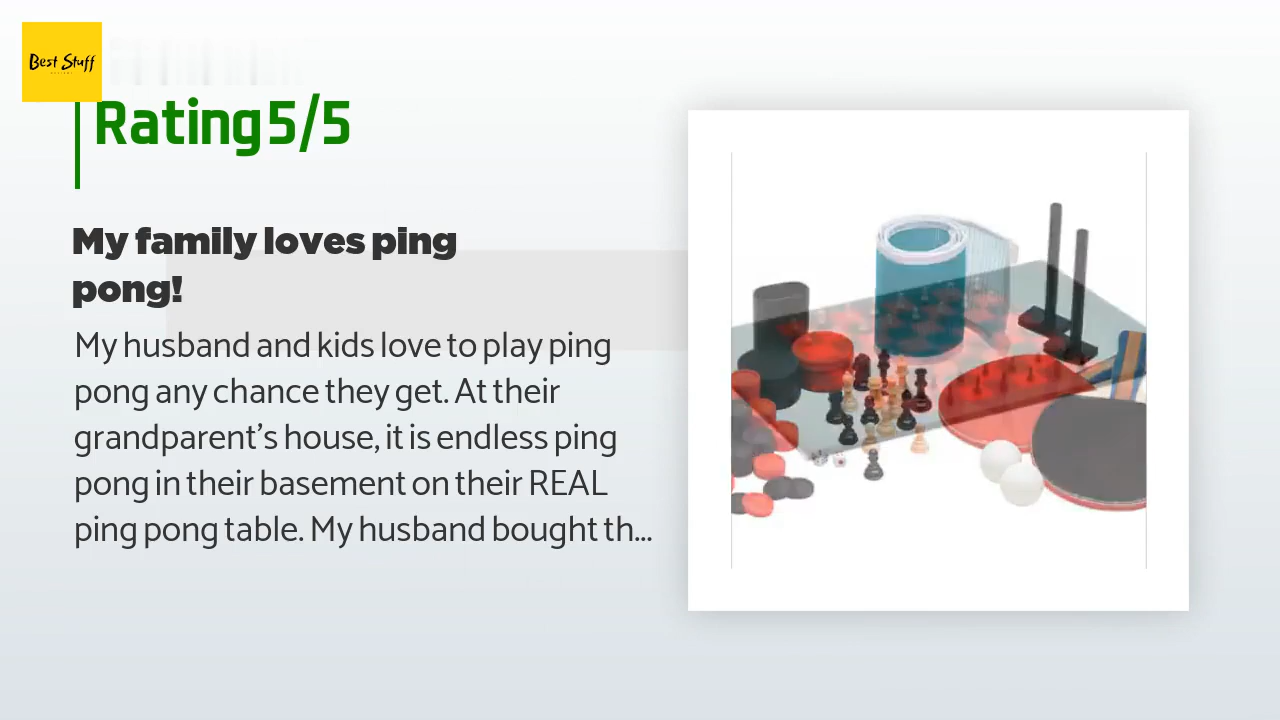 Best Stuff
Rating 5/5
My family loves ping
pong!
My husband and kids love to play ping
pong any chance they get. At their
grandparent's house, it is endless ping
pong in their basement on their REAL
ping pong table. My husband bought th...